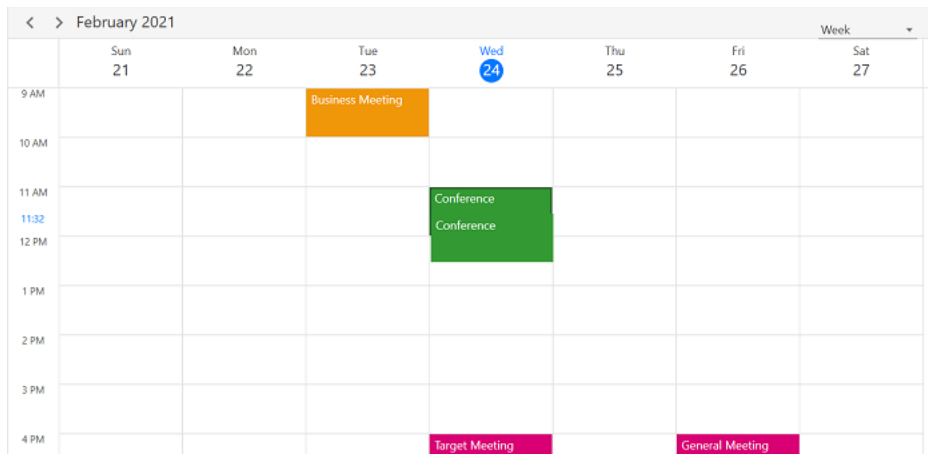 February 2021
Week
Sun Mon Tue Wed Thu Fri Sat
21 22 23 24 25 26 27
9 AM
Business Meeting
10 AM
11 AM
Conference
11:32
Conference
12 PM
1 PM
2 PM
3 PM
4 PM
Target Meeting General Meeting